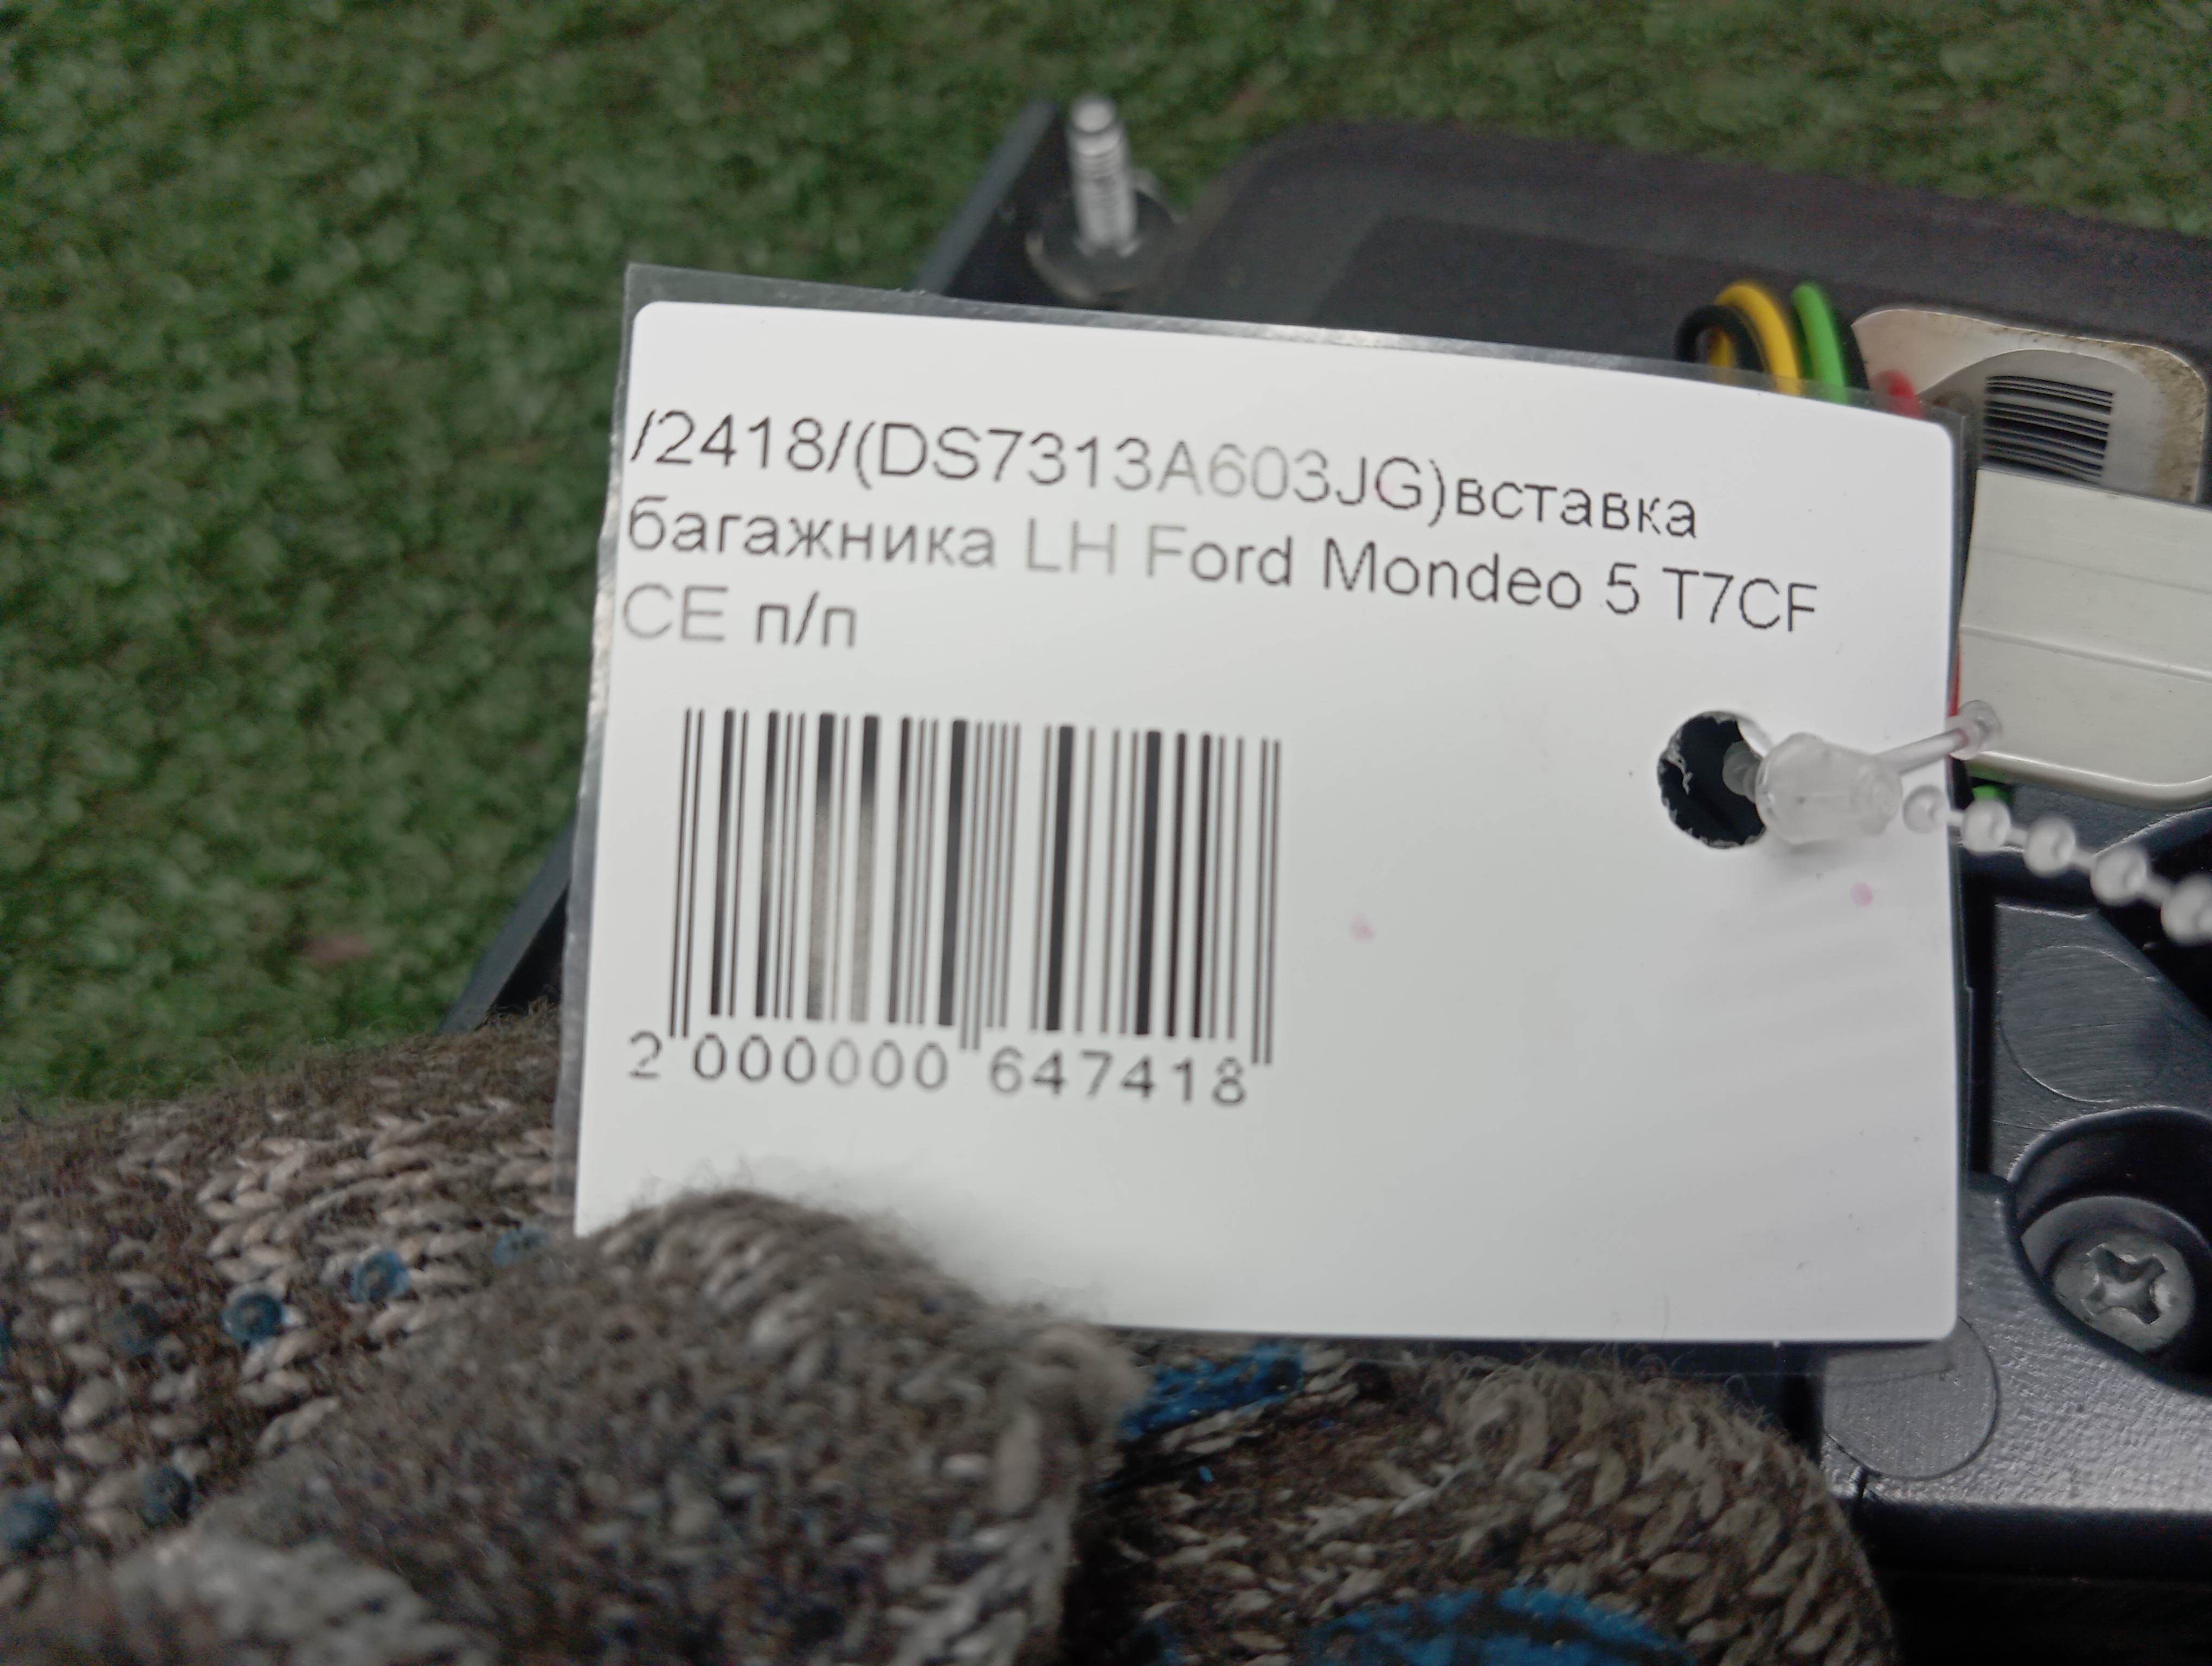 /2418/(DS7313A603JG)вставка
багажника LH Ford Mondeo 5 T7CF
CE п/п
2 000000 647418